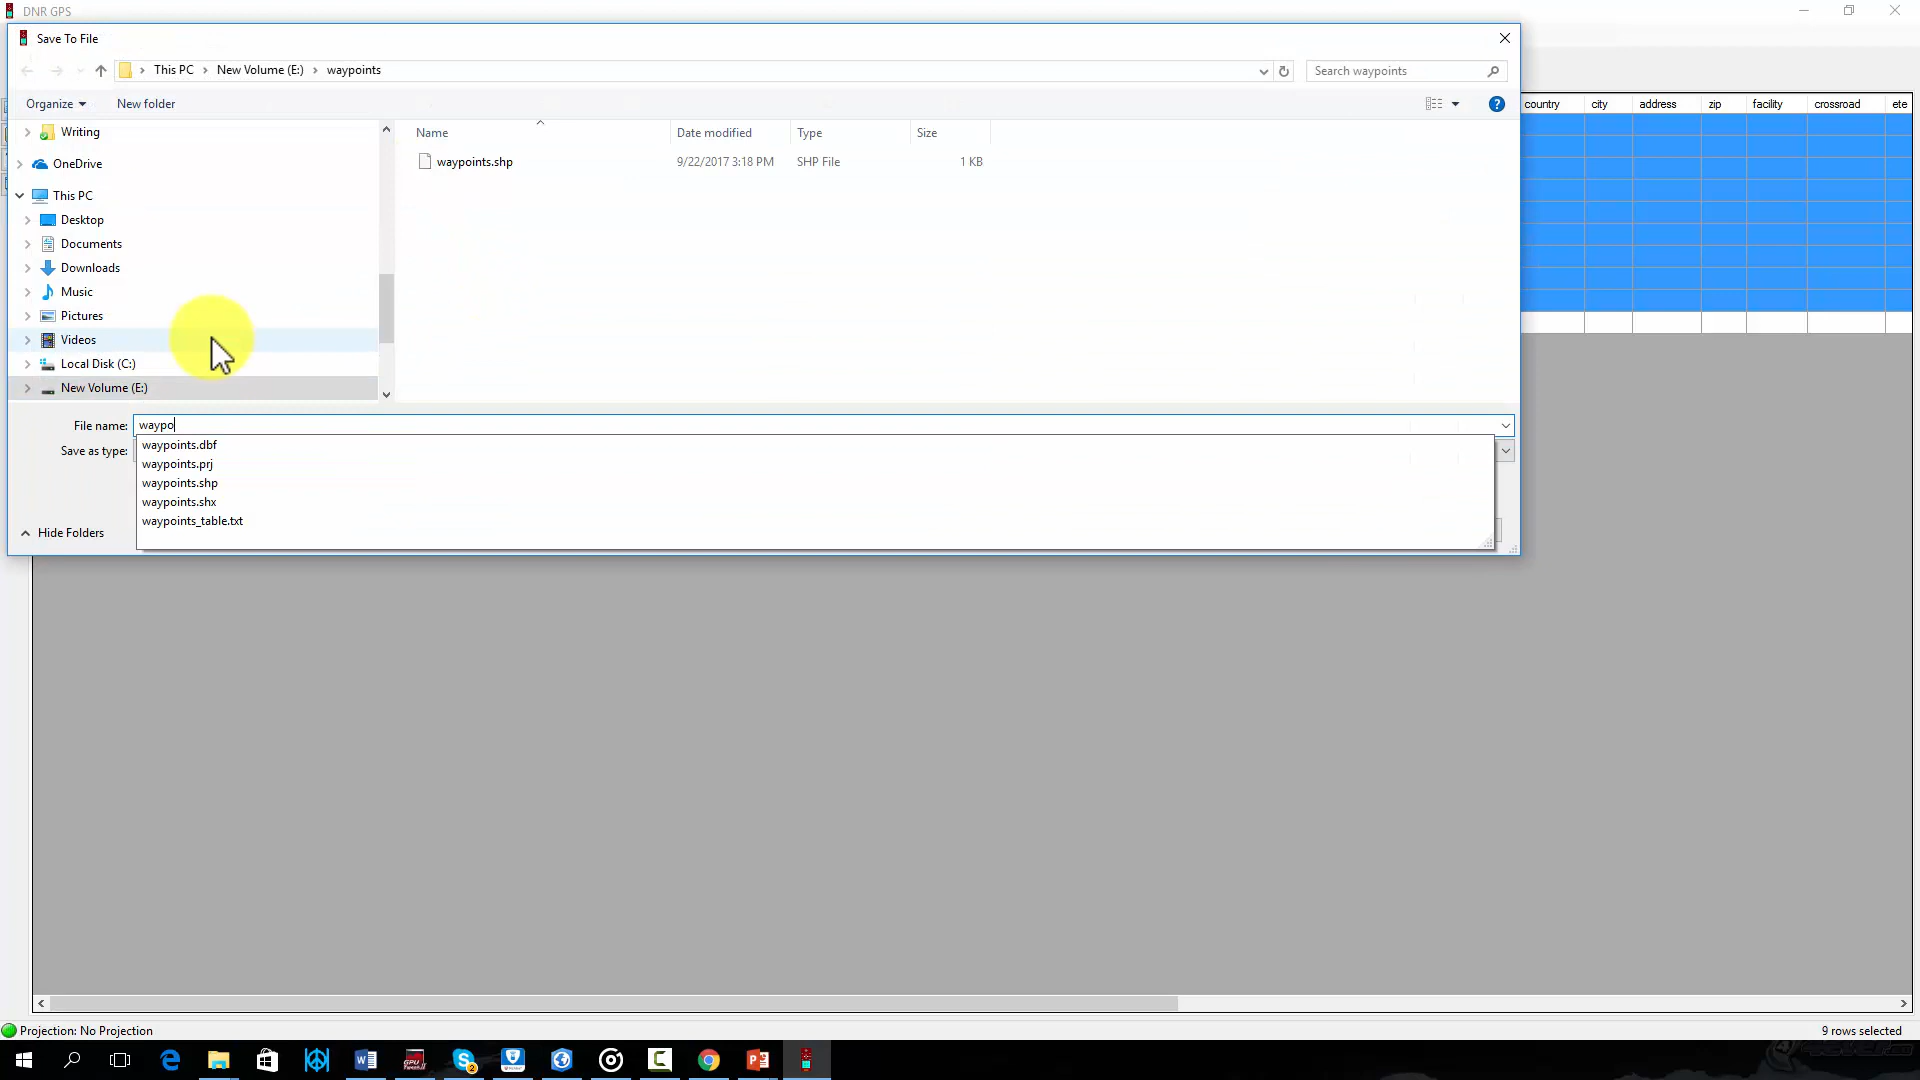 DNR GPS
Save To File
This PC
New Volume (E:)
waypoints
Search waypoints
Organize
New folder
country
city
address
zip
facility
crossroad
ete
Writing
OneDrive
This PC
Desktop
Documents
Downloads
Music
Pictures
Videos
Local Disk (C:)
New Volume (E:)
Name
Date modified
Type
Size
waypoints.shp
9/22/2017 3:18 PM
SHP File
1 KB
File name: waypo
Save as type:
waypoints.dbf
waypoints.prj
waypoints.shp
waypoints.shx
waypoints_table.txt
Hide Folders
Projection: No Projection
9 rows selected